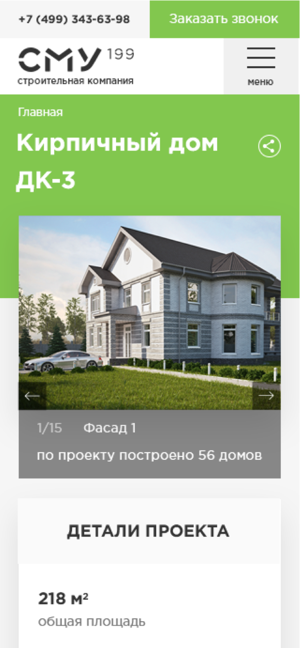 +7 (499) 343-63-98
Заказать звонок
СМУ 199
строительная компания
меню
Главная
Кирпичный дом
ДК-3
1/15 Фасад 1
по проекту построено 56 домов
ДЕТАЛИ ПРОЕКТА
218 м²
общая площадь